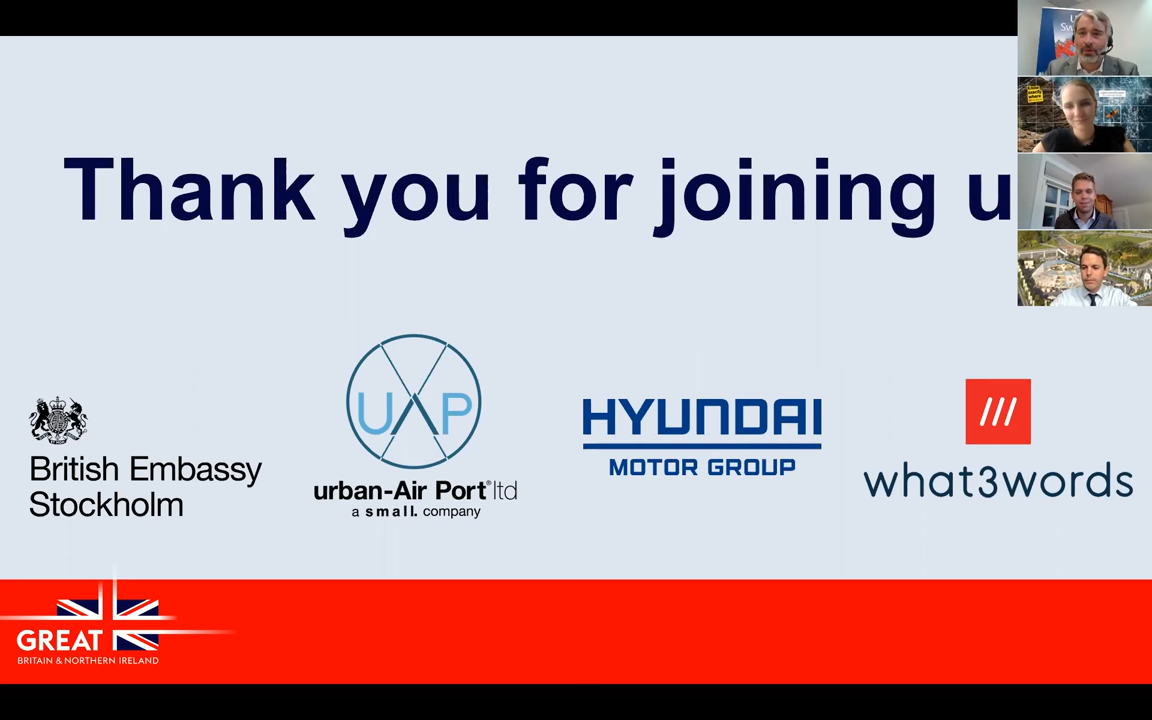 Thank you for joining u
British Embassy
Stockholm
UAP
urban-Air Port® ltd
a small. company
HYUNDAI
MOTOR GROUP
what3words
GREAT
BRITAIN & NORTHERN IRELAND